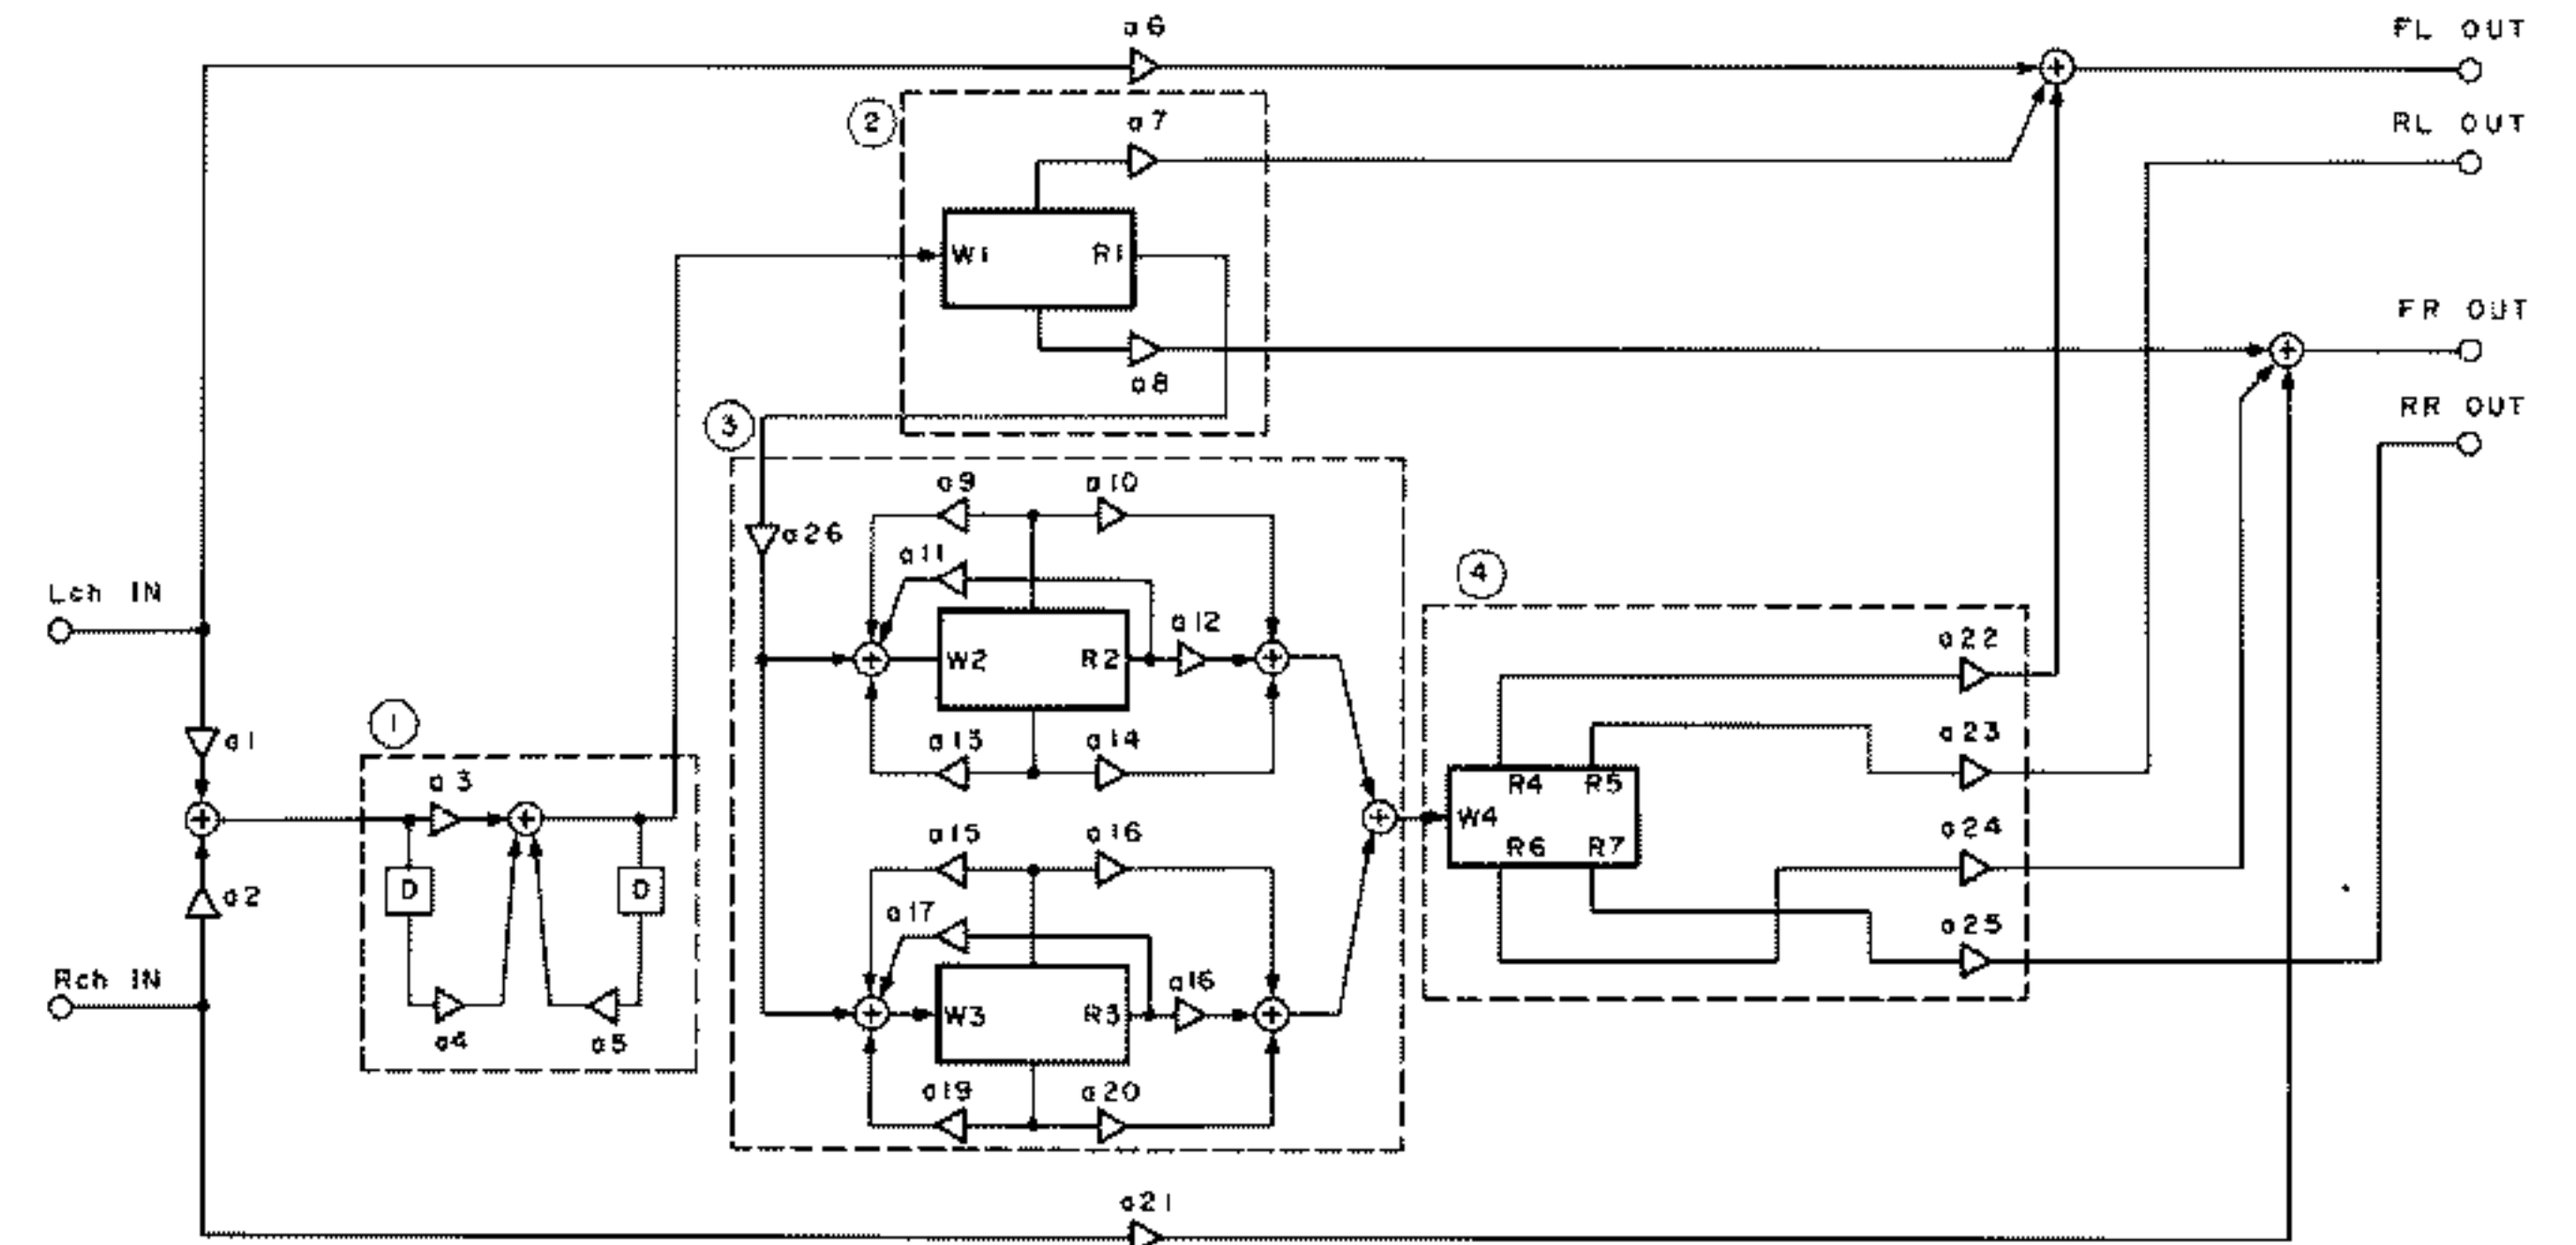 a6
FL OUT
2
a7
RL OUT
W1 R1
FR OUT
a8
RR OUT
3
a9 a10
a26
a11
Lch IN
4
a12
a22
W2 R2
1
a1
a13 a14
a23
a3
R4 R5
W4
a15 a16
a24
R6 R7
D D
a2
a17
a25
Rch IN
a16
W3 R3
a4 a5
a19 a20
a21